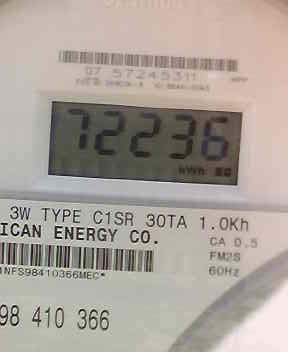 07 57245311
72236
kWh
3W TYPE C1SR 30TA 1.0Kh
ICAN ENERGY CO.
CA 0.5
FM2S
60Hz
1NFS98410366MEC*
98 410 366